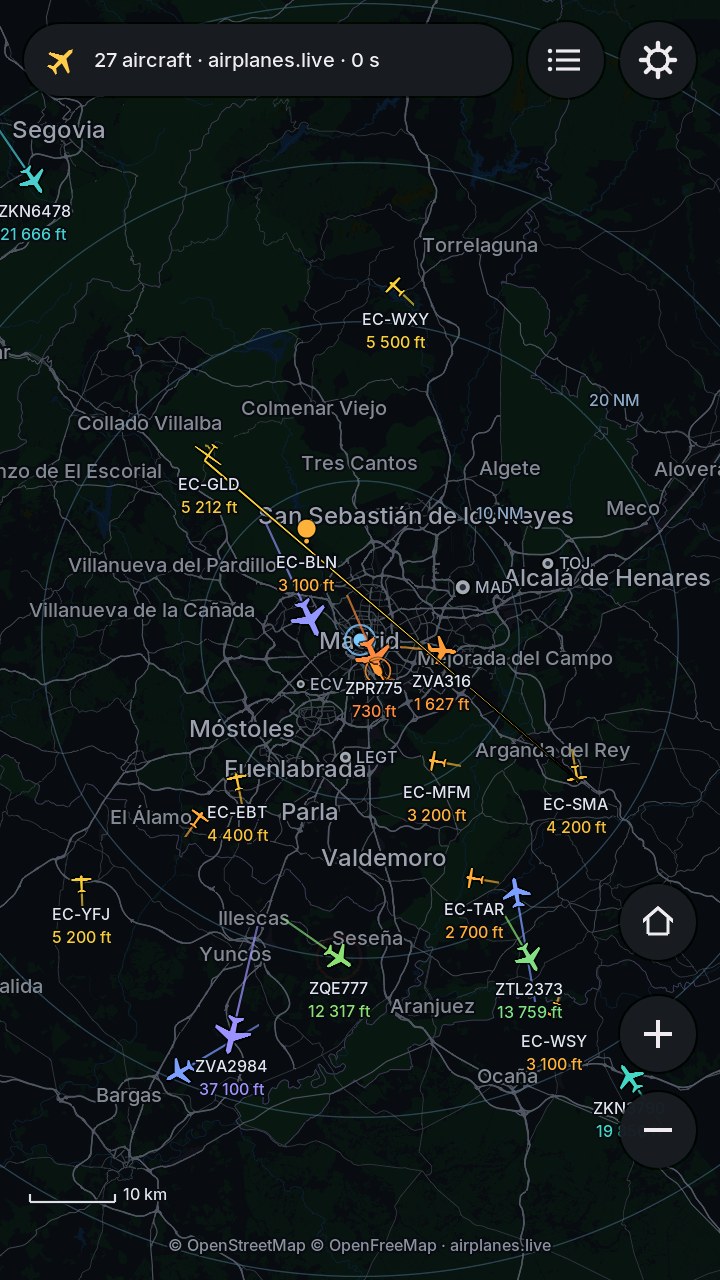 27 aircraft · airplanes.live · 0 s
Segovia
ZKN6478
21 666 ft
Torrelaguna
EC-WXY
5 500 ft
20 NM
Colmenar Viejo
Collado Villalba
Tres Cantos
Algete
nzo de El Escorial
Alovera
EC-GLD
5 212 ft
Meco
San Sebastián de los Reyes
10 NM
EC-BLN
3 100 ft
Villanueva del Pardillo
TOJ
Alcalá de Henares
MAD
Villanueva de la Cañada
Madrid
Mejorada del Campo
ECV
ZPR775
730 ft
ZVA316
1 627 ft
Móstoles
Arganda del Rey
LEGT
Fuenlabrada
EC-MFM
3 200 ft
EC-SMA
4 200 ft
El Álamo
EC-EBT
4 400 ft
Parla
Valdemoro
EC-YFJ
5 200 ft
EC-TAR
2 700 ft
Illescas
Seseña
Yuncos
alida
ZQE777
12 317 ft
ZTL2373
13 759 ft
Aranjuez
EC-WSY
3 100 ft
ZVA2984
37 100 ft
Ocaña
Bargas
ZKN
19
10 km
© OpenStreetMap © OpenFreeMap · airplanes.live